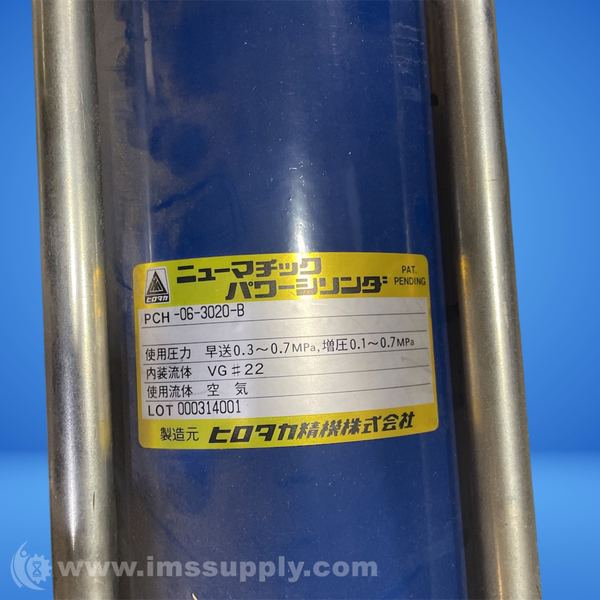 ヒロタカ
ニューマチック
パワーシリンダ
PAT.
PENDING
PCH -06-3020-B
使用圧力 早送0.3～0.7MPa,増圧0.1～0.7MPa
内装流体 VG♯22
使用流体 空 気
LOT 000314001
製造元 ヒロタカ精機株式会社
www.imssupply.com